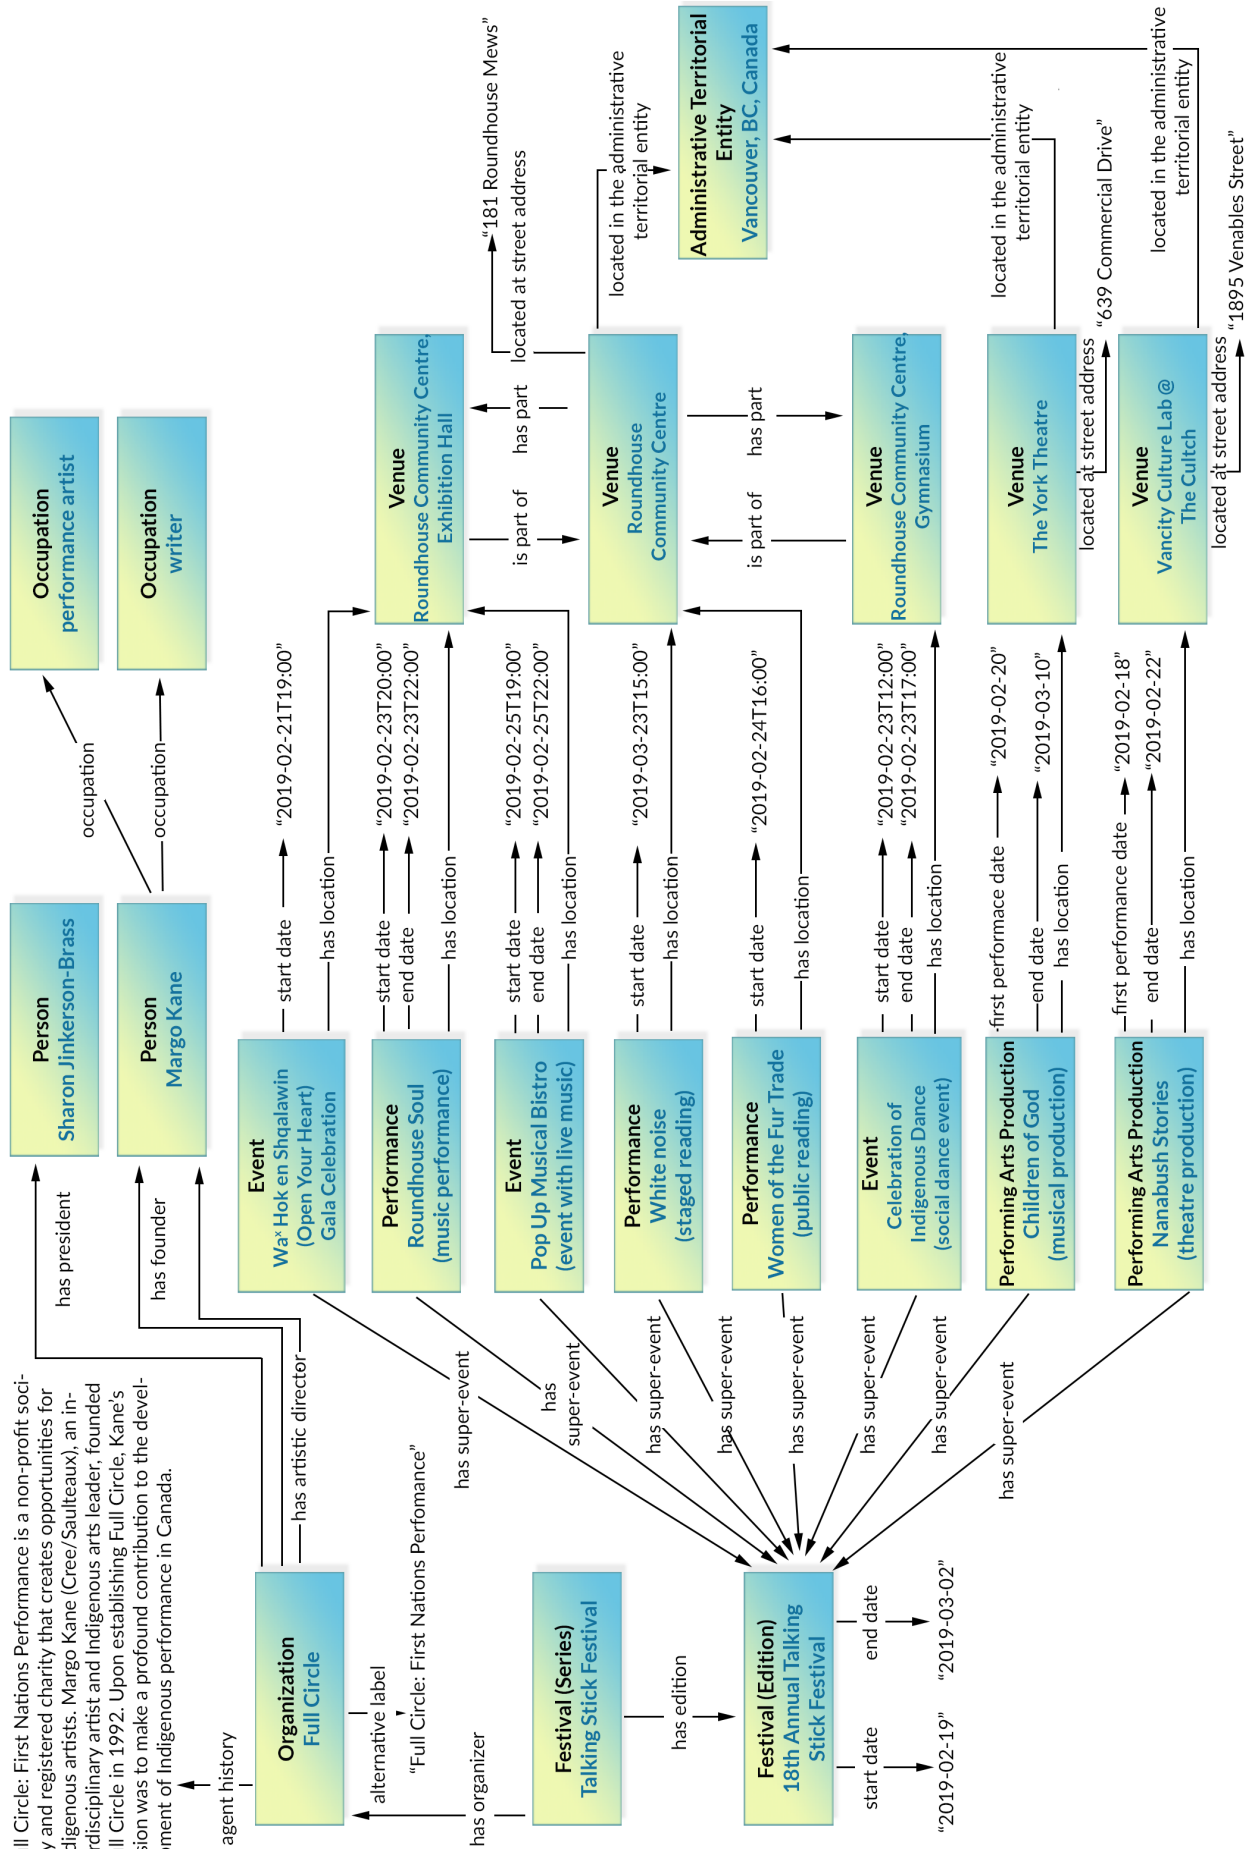 ll Circle: First Nations Performance is a non-profit soci-
y and registered charity that creates opportunities for
digenous artists. Margo Kane (Cree/Saulteaux), an in-
rdisciplinary artist and Indigenous arts leader, founded
ll Circle in 1992. Upon establishing Full Circle, Kane's
sion was to make a profound contribution to the devel-
pment of Indigenous performance in Canada.
agent history
Organization
Full Circle
alternative label
“Full Circle: First Nations Perfomance”
has organizer
Festival (Series)
Talking Stick Festival
has edition
Festival (Edition)
18th Annual Talking
Stick Festival
start date
“2019-02-19”
end date
“2019-03-02”
has president
has founder
has artistic director
Person
Sharon Jinkerson-Brass
Person
Margo Kane
occupation
occupation
Occupation
performance artist
Occupation
writer
has super-event
has
super-event
has super-event
has super-event
has super-event
has super-event
has super-event
has super-event
Event
Waˣ Hok en Shqalawin
(Open Your Heart)
Gala Celebration
start date
“2019-02-21T19:00”
has location
Performance
Roundhouse Soul
(music performance)
start date
“2019-02-23T20:00”
end date
“2019-02-23T22:00”
has location
Event
Pop Up Musical Bistro
(event with live music)
start date
“2019-02-25T19:00”
end date
“2019-02-25T22:00”
has location
Performance
White noise
(staged reading)
start date
“2019-03-23T15:00”
has location
Performance
Women of the Fur Trade
(public reading)
start date
“2019-02-24T16:00”
has location
Event
Celebration of
Indigenous Dance
(social dance event)
start date
“2019-02-23T12:00”
end date
“2019-02-23T17:00”
has location
Performing Arts Production
Children of God
(musical production)
first performace date
“2019-02-20”
end date
“2019-03-10”
has location
Performing Arts Production
Nanabush Stories
(theatre production)
first performance date
“2019-02-18”
end date
“2019-02-22”
has location
Venue
Roundhouse Community Centre,
Exhibition Hall
is part of
has part
Venue
Roundhouse
Community Centre
located at street address
“181 Roundhouse Mews”
located in the administrative
territorial entity
is part of
has part
Venue
Roundhouse Community Centre,
Gymnasium
Venue
The York Theatre
located at street address
“639 Commercial Drive”
located in the administrative
territorial entity
Venue
Vancity Culture Lab @
The Cultch
located at street address
“1895 Venables Street”
located in the administrative
territorial entity
Administrative Territorial
Entity
Vancouver, BC, Canada